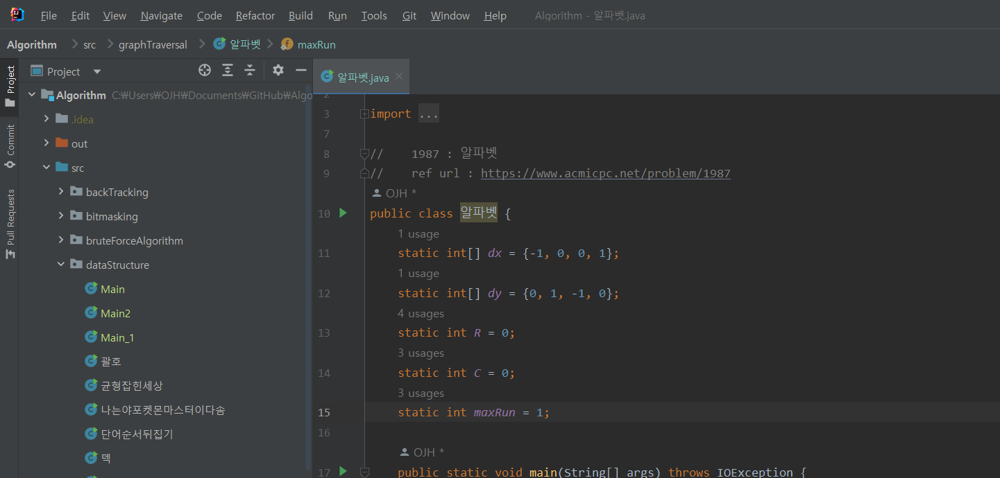 File Edit View Navigate Code Refactor Build Run Tools Git Window Help Algorithm - 알파벳.java
Algorithm src graphTraversal 알파벳 maxRun
Project
Commit
Pull Requests
Project
Algorithm C:₩Users₩OJH₩Documents₩GitHub₩Algo
.idea
out
src
backTracking
bitmasking
bruteForceAlgorithm
dataStructure
Main
Main2
Main_1
괄호
균형잡힌세상
나는야포켓몬마스터이다솜
단어순서뒤집기
덱
알파벳.java
2
3 import ...
7
8 // 1987 : 알파벳
9 // ref url : https://www.acmicpc.net/problem/1987
OJH *
10 public class 알파벳 {
1 usage
11 static int[] dx = {-1, 0, 0, 1};
1 usage
12 static int[] dy = {0, 1, -1, 0};
4 usages
13 static int R = 0;
3 usages
14 static int C = 0;
3 usages
15 static int maxRun = 1;
16
OJH *
17 public static void main(String[] args) throws IOException {